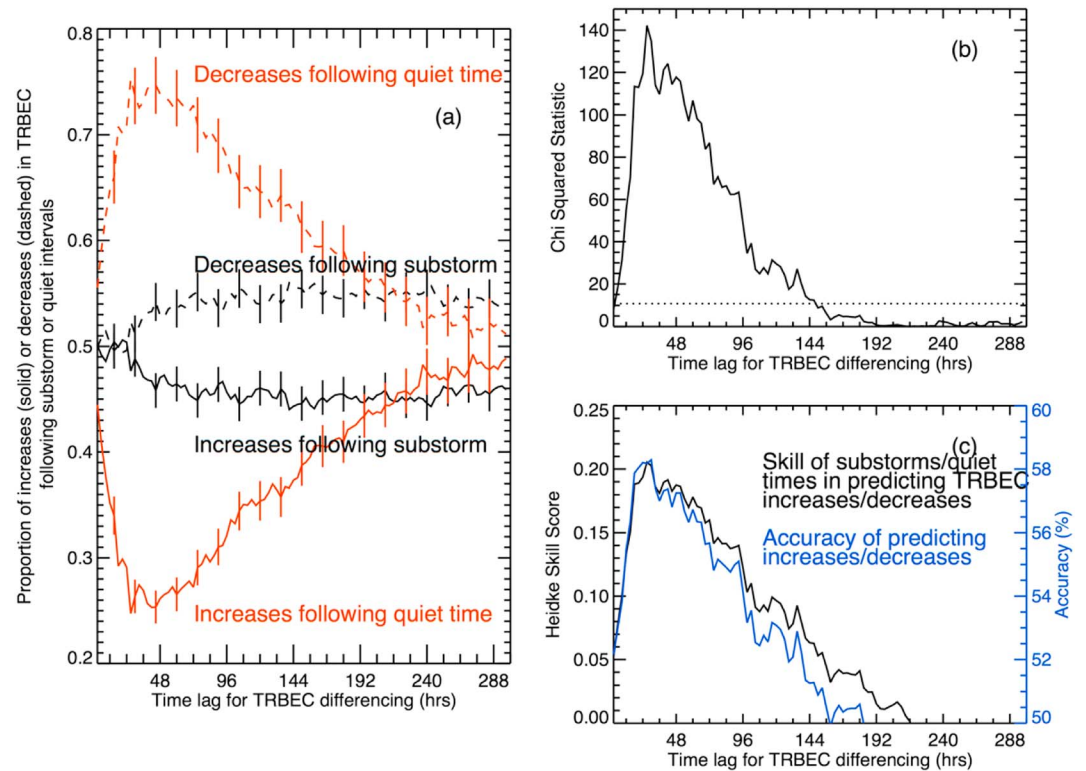 Proportion of increases (solid) or decreases (dashed) in TRBEC
following substorm or quiet intervals
0.8
0.7
0.6
0.5
0.4
0.3
0.2
Decreases following quiet time
(a)
Decreases following substorm
Increases following substorm
Increases following quiet time
48 96 144 192 240 288
Time lag for TRBEC differencing (hrs)
Chi Squared Statistic
140
120
100
80
60
40
20
0
(b)
48 96 144 192 240 288
Time lag for TRBEC differencing (hrs)
Heidke Skill Score
0.25
0.20
0.15
0.10
0.05
0.00
(c)
Skill of substorms/quiet
times in predicting TRBEC
increases/decreases
Accuracy of predicting
increases/decreases
60
58
56
54
52
50
Accuracy (%)
48 96 144 192 240 288
Time lag for TRBEC differencing (hrs)